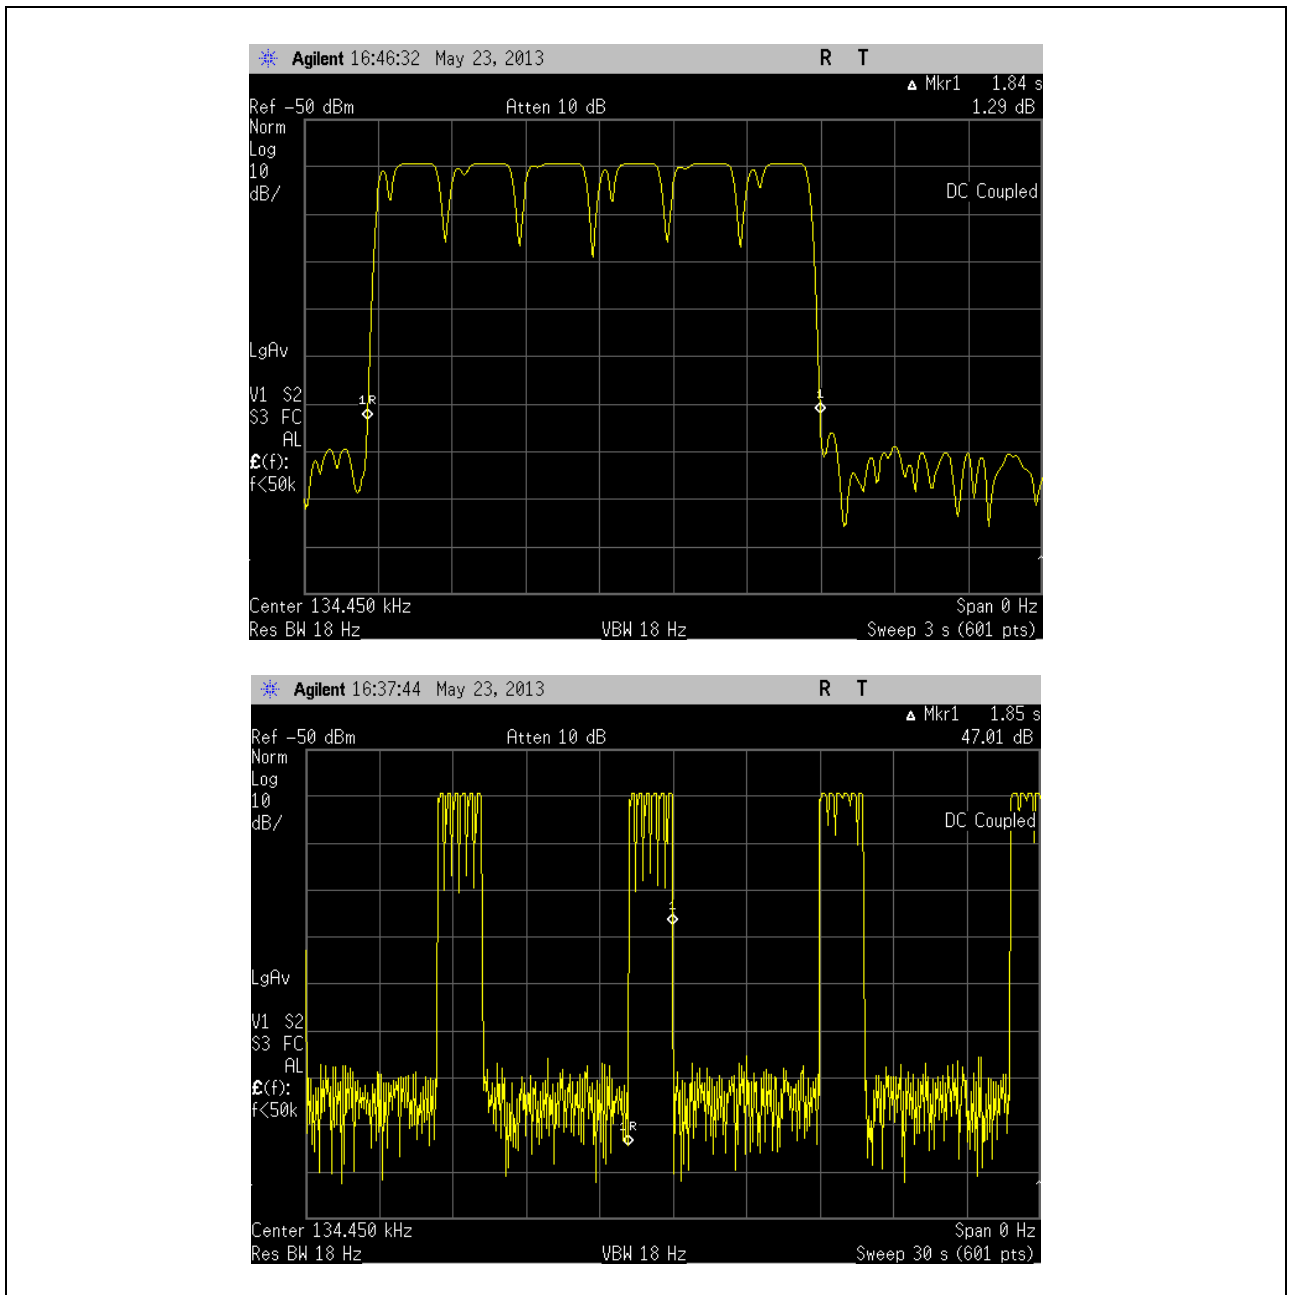 Agilent 16:46:32 May 23, 2013 R T
Δ Mkr1 1.84 s
Ref -50 dBm Atten 10 dB 1.29 dB
Norm
Log
10
dB/
DC Coupled
LgAv
1R
1
V1 S2
S3 FC
AL
£(f):
f<50k
Center 134.450 kHz Span 0 Hz
Res BW 18 Hz VBW 18 Hz Sweep 3 s (601 pts)
Agilent 16:37:44 May 23, 2013 R T
Δ Mkr1 1.85 s
Ref -50 dBm Atten 10 dB 47.01 dB
Norm
Log
10
dB/
DC Coupled
1
LgAv
V1 S2
S3 FC
AL
£(f):
f<50k
1R
Center 134.450 kHz Span 0 Hz
Res BW 18 Hz VBW 18 Hz Sweep 30 s (601 pts)